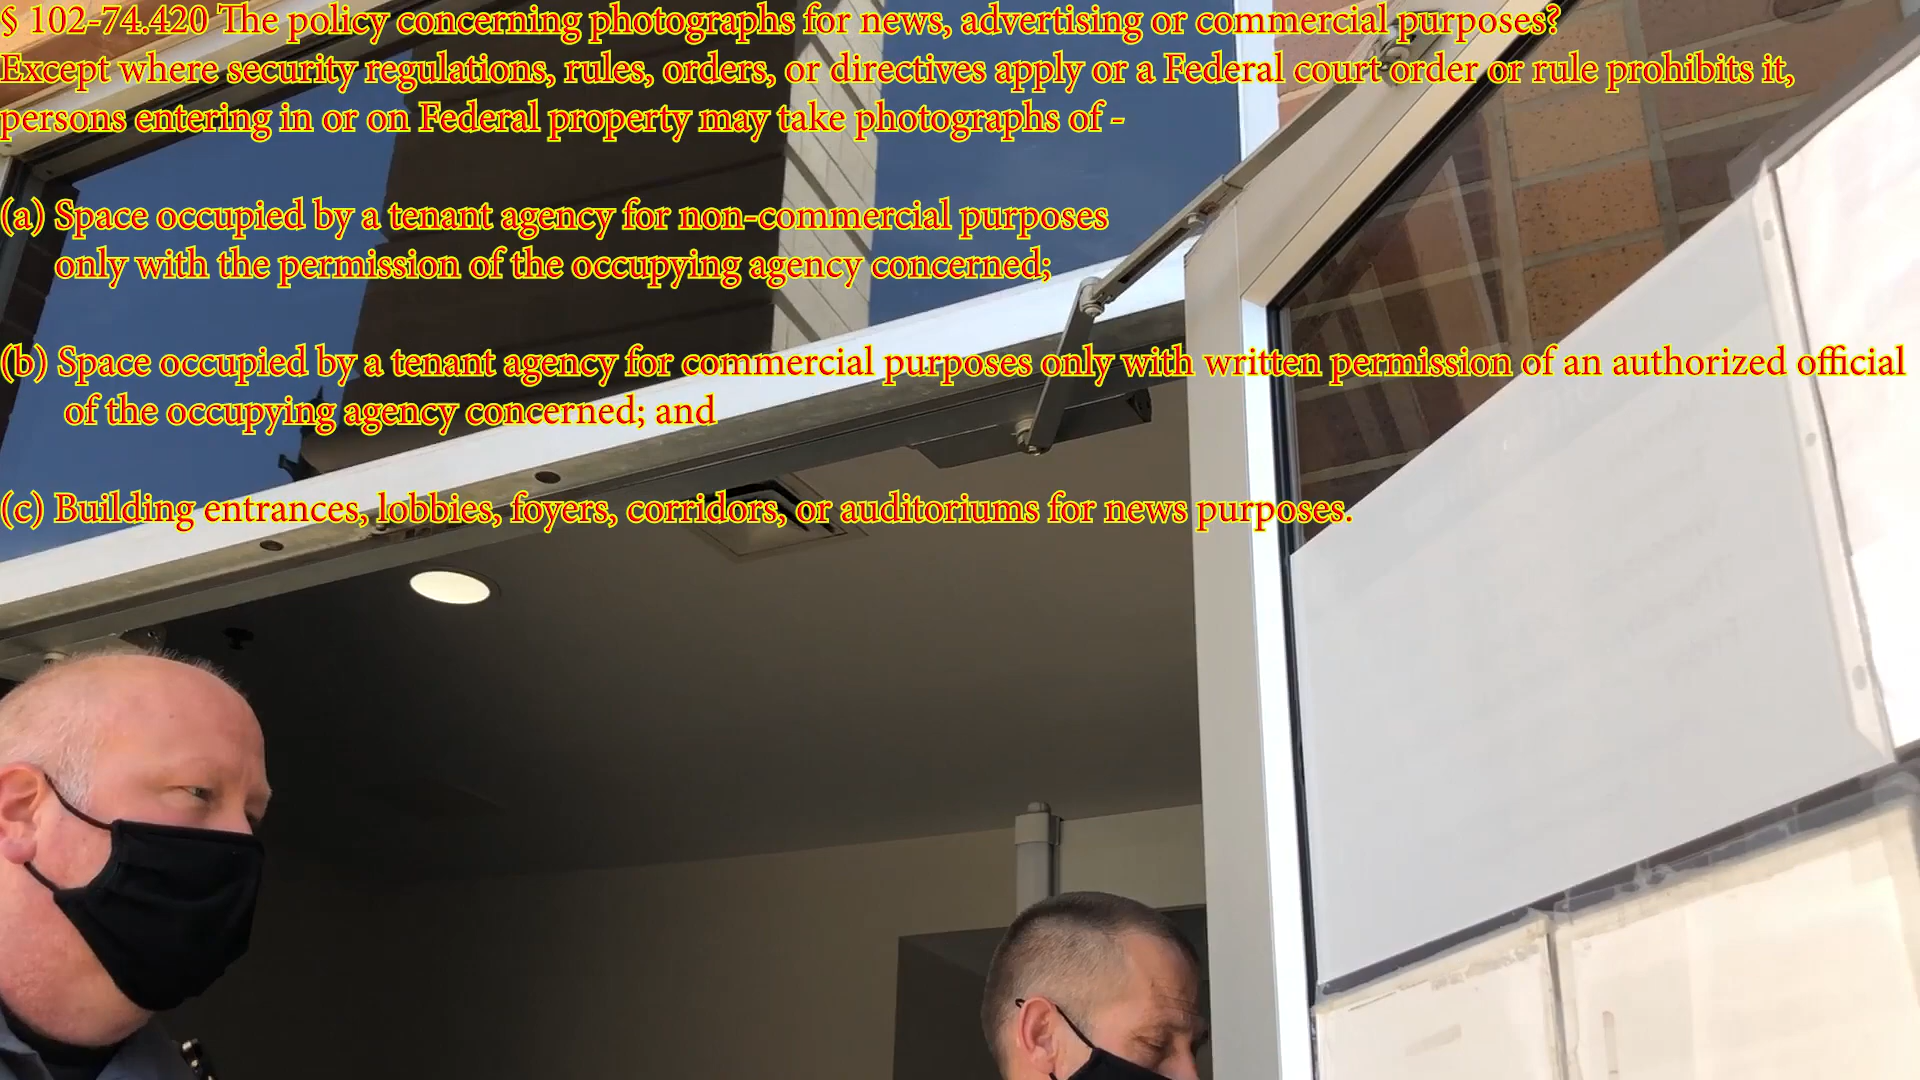 § 102-74.420 The policy concerning photographs for news, advertising or commercial purposes?
Except where security regulations, rules, orders, or directives apply or a Federal court order or rule prohibits it,
persons entering in or on Federal property may take photographs of -
(a) Space occupied by a tenant agency for non-commercial purposes
only with the permission of the occupying agency concerned;
(b) Space occupied by a tenant agency for commercial purposes only with written permission of an authorized official
of the occupying agency concerned; and
(c) Building entrances, lobbies, foyers, corridors, or auditoriums for news purposes.